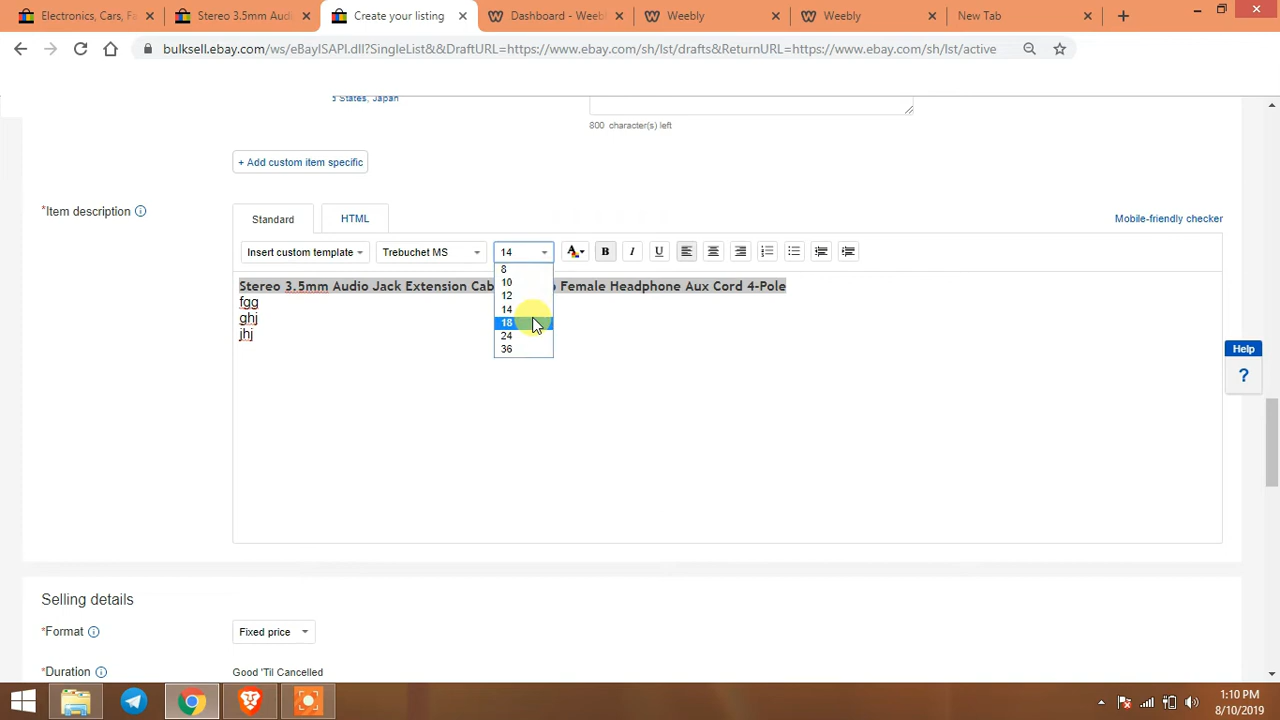 Electronics, Cars, Fa
Stereo 3.5mm Audi
Create your listing
Dashboard - Weebl
Weebly
Weebly
New Tab
bulksell.ebay.com/ws/eBayISAPI.dll?SingleList&&DraftURL=https://www.ebay.com/sh/lst/drafts&ReturnURL=https://www.ebay.com/sh/lst/active
d States, Japan
800 character(s) left
+ Add custom item specific
*Item description
Standard
HTML
Mobile-friendly checker
Insert custom template
Trebuchet MS
14
B I U
8
Stereo 3.5mm Audio Jack Extension Cab Female Headphone Aux Cord 4-Pole
10
fgg
12
14
ghj
18
jhj
24
36
Help
?
Selling details
*Format
Fixed price
*Duration
Good 'Til Cancelled
1:10 PM
8/10/2019